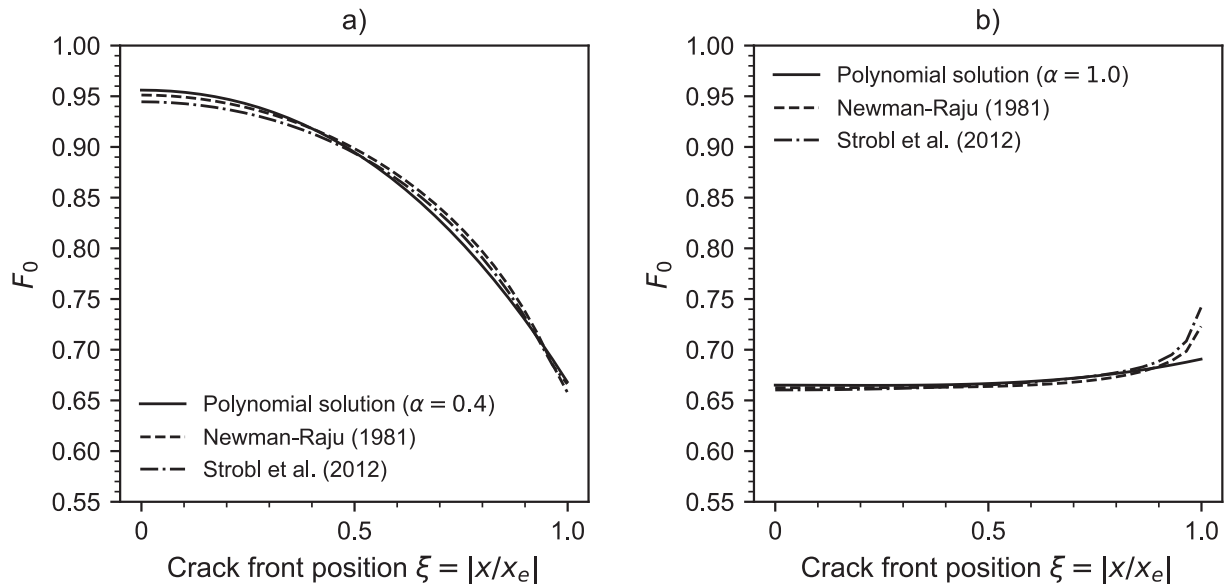 a)
1.00
0.95
0.90
0.85
0.80
0.75
0.70
0.65
0.60
0.55
F₀
Polynomial solution (α = 0.4)
Newman-Raju (1981)
Strobl et al. (2012)
0
0.5
1.0
Crack front position ξ = |x/xₑ|
b)
1.00
0.95
0.90
0.85
0.80
0.75
0.70
0.65
0.60
0.55
F₀
Polynomial solution (α = 1.0)
Newman-Raju (1981)
Strobl et al. (2012)
0
0.5
1.0
Crack front position ξ = |x/xₑ|